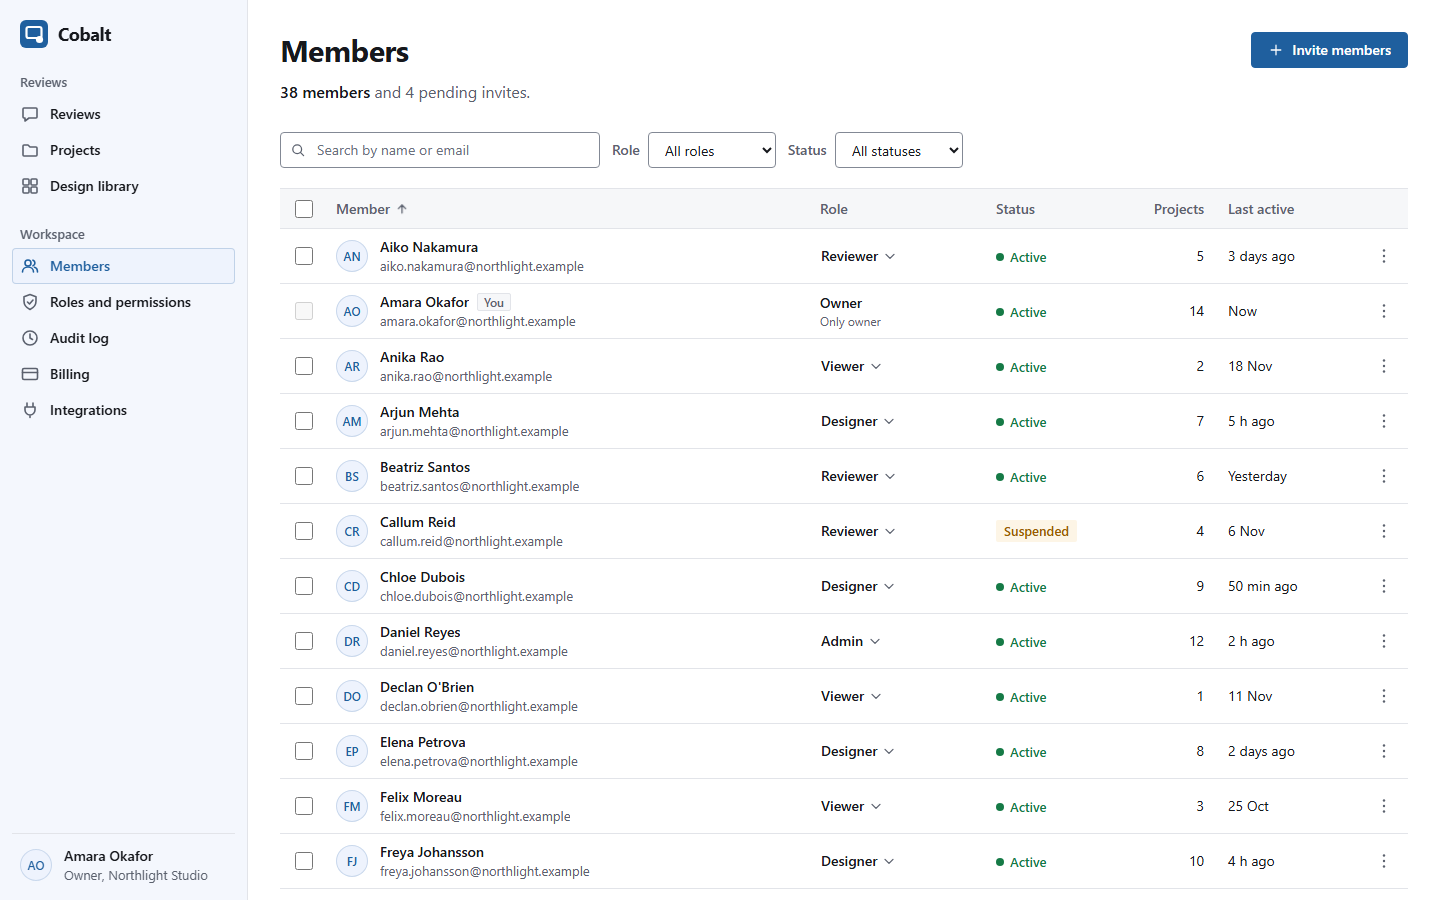 Cobalt
Reviews
Reviews
Projects
Design library
Workspace
Members
Roles and permissions
Audit log
Billing
Integrations
AO
Amara Okafor
Owner, Northlight Studio
Members
Invite members
38 members and 4 pending invites.
Search by name or email
Role
All roles
Status
All statuses
Member Role Status Projects Last active
AN Aiko Nakamura Reviewer Active 5 3 days ago
aiko.nakamura@northlight.example
AO Amara Okafor You Owner Active 14 Now
amara.okafor@northlight.example Only owner
AR Anika Rao Viewer Active 2 18 Nov
anika.rao@northlight.example
AM Arjun Mehta Designer Active 7 5 h ago
arjun.mehta@northlight.example
BS Beatriz Santos Reviewer Active 6 Yesterday
beatriz.santos@northlight.example
CR Callum Reid Reviewer Suspended 4 6 Nov
callum.reid@northlight.example
CD Chloe Dubois Designer Active 9 50 min ago
chloe.dubois@northlight.example
DR Daniel Reyes Admin Active 12 2 h ago
daniel.reyes@northlight.example
DO Declan O'Brien Viewer Active 1 11 Nov
declan.obrien@northlight.example
EP Elena Petrova Designer Active 8 2 days ago
elena.petrova@northlight.example
FM Felix Moreau Viewer Active 3 25 Oct
felix.moreau@northlight.example
FJ Freya Johansson Designer Active 10 4 h ago
freya.johansson@northlight.example